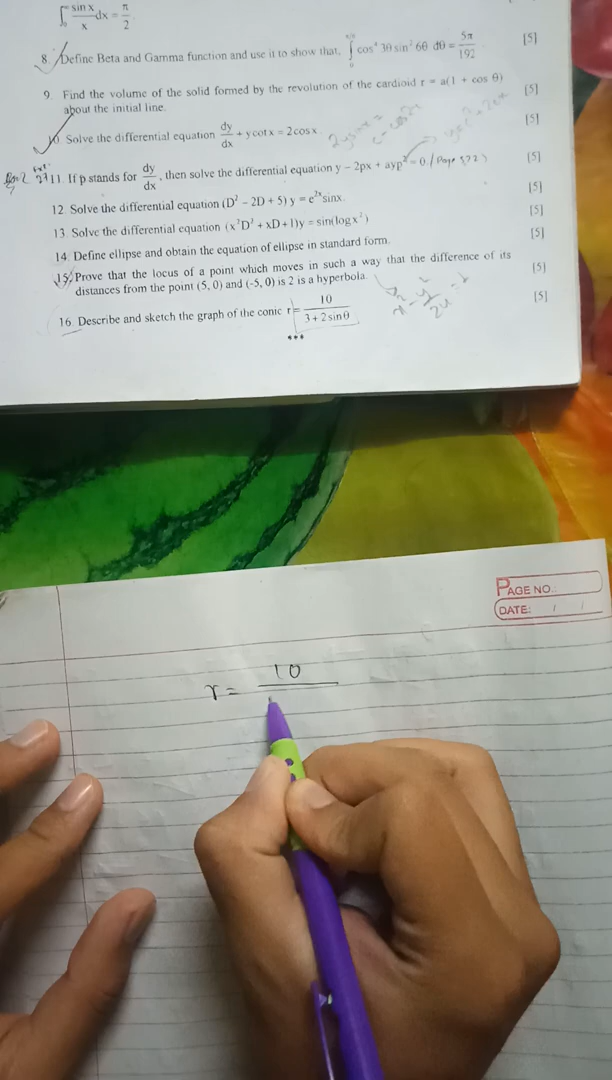 ∫₀^∞ sin x / x dx = π/2
8. Define Beta and Gamma function and use it to show that, ∫₀ cos⁴ 3θ sin² 6θ dθ = 5π/192 [5]
9. Find the volume of the solid formed by the revolution of the cardioid r = a(1 + cos θ) about the initial line. [5]
10. Solve the differential equation dy/dx + y cot x = 2 cos x. [5]
11. If p stands for dy/dx, then solve the differential equation y – 2px + ayp² = 0 [5]
12. Solve the differential equation (D² – 2D + 5) y = e²ˣ sinx. [5]
13. Solve the differential equation (x²D² + xD + 1)y = sin(logx²) [5]
14. Define ellipse and obtain the equation of ellipse in standard form. [5]
15. Prove that the locus of a point which moves in such a way that the difference of its
distances from the point (5, 0) and (-5, 0) is 2 is a hyperbola. [5]
16. Describe and sketch the graph of the conic r = 10 / 3 + 2 sin θ [5]
***
PAGE NO.:
DATE: / /
r = 10